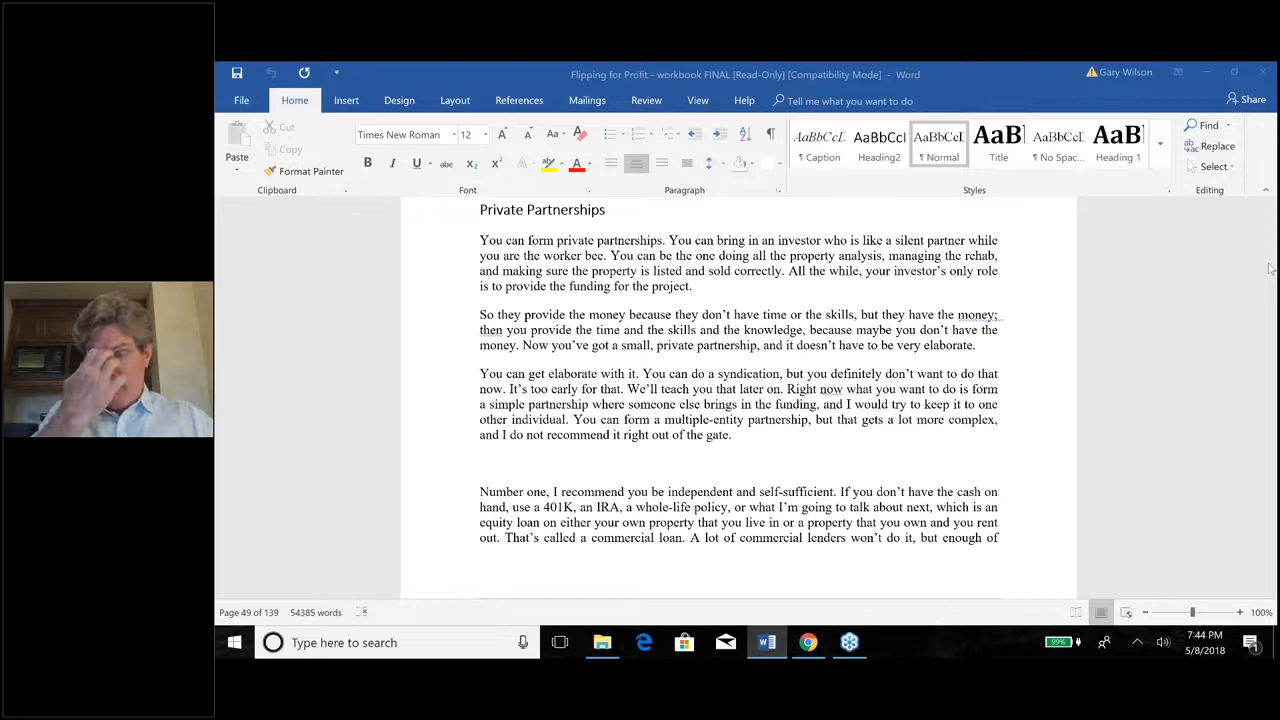 Flipping for Profit - workbook FINAL [Read-Only] [Compatibility Mode] - Word
Gary Wilson
File Home Insert Design Layout References Mailings Review View Help Tell me what you want to do Share
Paste
Cut
Copy
Format Painter
Times New Roman 12
AaBbCcD AaBbCcI AaBbCcD AaB AaBbCcD AaB
¶ Caption Heading2 ¶ Normal Title ¶ No Spac... Heading 1
Find
Replace
Select
Clipboard Font Paragraph Styles Editing
Private Partnerships
You can form private partnerships. You can bring in an investor who is like a silent partner while
you are the worker bee. You can be the one doing all the property analysis, managing the rehab,
and making sure the property is listed and sold correctly. All the while, your investor’s only role
is to provide the funding for the project.
So they provide the money because they don’t have time or the skills, but they have the money;
then you provide the time and the skills and the knowledge, because maybe you don’t have the
money. Now you’ve got a small, private partnership, and it doesn’t have to be very elaborate.
You can get elaborate with it. You can do a syndication, but you definitely don’t want to do that
now. It’s too early for that. We’ll teach you that later on. Right now what you want to do is form
a simple partnership where someone else brings in the funding, and I would try to keep it to one
other individual. You can form a multiple-entity partnership, but that gets a lot more complex,
and I do not recommend it right out of the gate.
Number one, I recommend you be independent and self-sufficient. If you don’t have the cash on
hand, use a 401K, an IRA, a whole-life policy, or what I’m going to talk about next, which is an
equity loan on either your own property that you live in or a property that you own and you rent
out. That’s called a commercial loan. A lot of commercial lenders won’t do it, but enough of
Page 49 of 139 54385 words 100%
Type here to search
99%
7:44 PM
5/8/2018
1